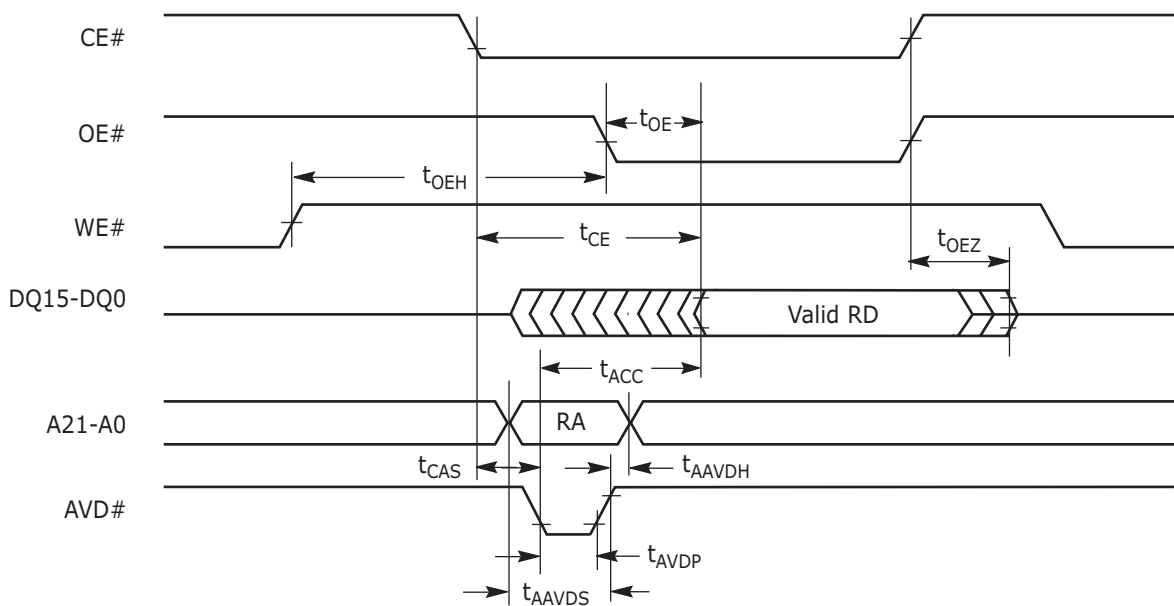 CE#
OE#
tOE
tOEH
WE#
tCE
tOEZ
DQ15-DQ0
Valid RD
tACC
A21-A0
RA
tCAS
tAAVDH
AVD#
tAVDP
tAAVDS